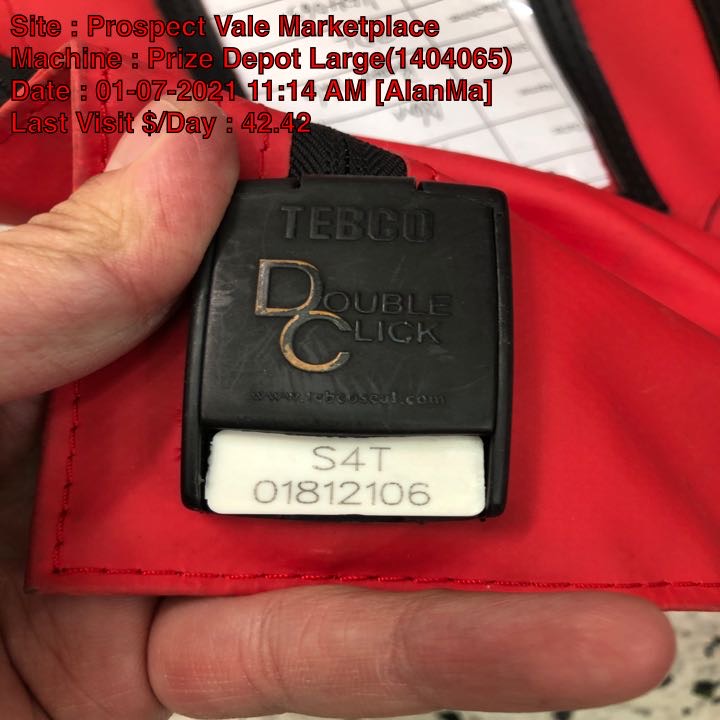 Site : Prospect Vale Marketplace
Machine : Prize Depot Large(1404065)
Date : 01-07-2021 11:14 AM [AlanMa]
Last Visit $/Day : 42.42
TEBCO
DOUBLE
CLICK
www.tebcoseal.com
S4T
01812106